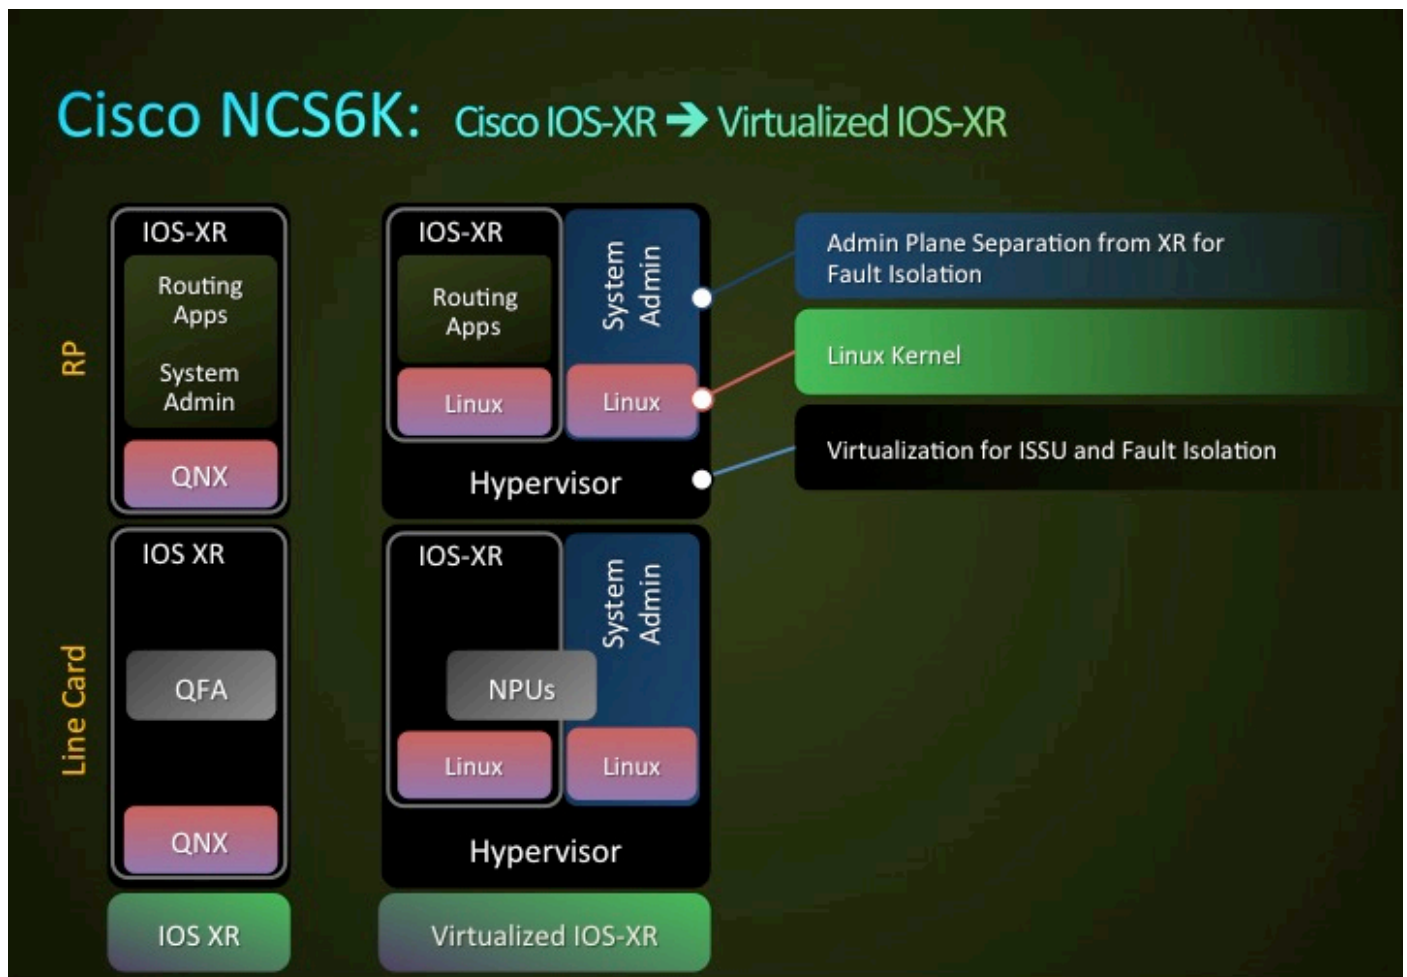 Cisco NCS6K: Cisco IOS-XR → Virtualized IOS-XR
RP
IOS-XR
Routing
Apps
System
Admin
QNX
IOS-XR
Routing
Apps
Linux
System
Admin
Linux
Hypervisor
Admin Plane Separation from XR for
Fault Isolation
Linux Kernel
Virtualization for ISSU and Fault Isolation
Line Card
IOS XR
QFA
QNX
IOS-XR
System
Admin
NPUs
Linux
Linux
Hypervisor
IOS XR
Virtualized IOS-XR